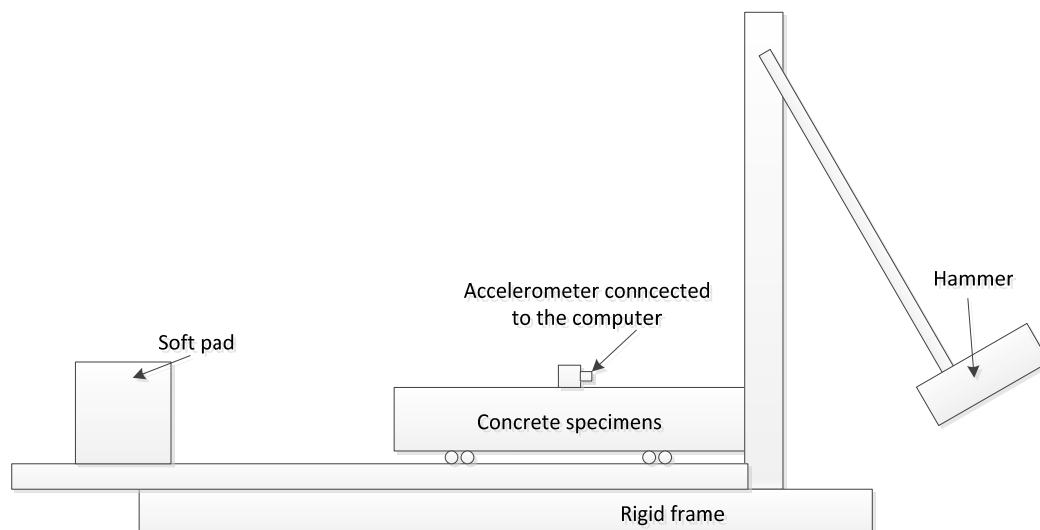 Hammer
Accelerometer conncected
to the computer
Soft pad
Concrete specimens
Rigid frame